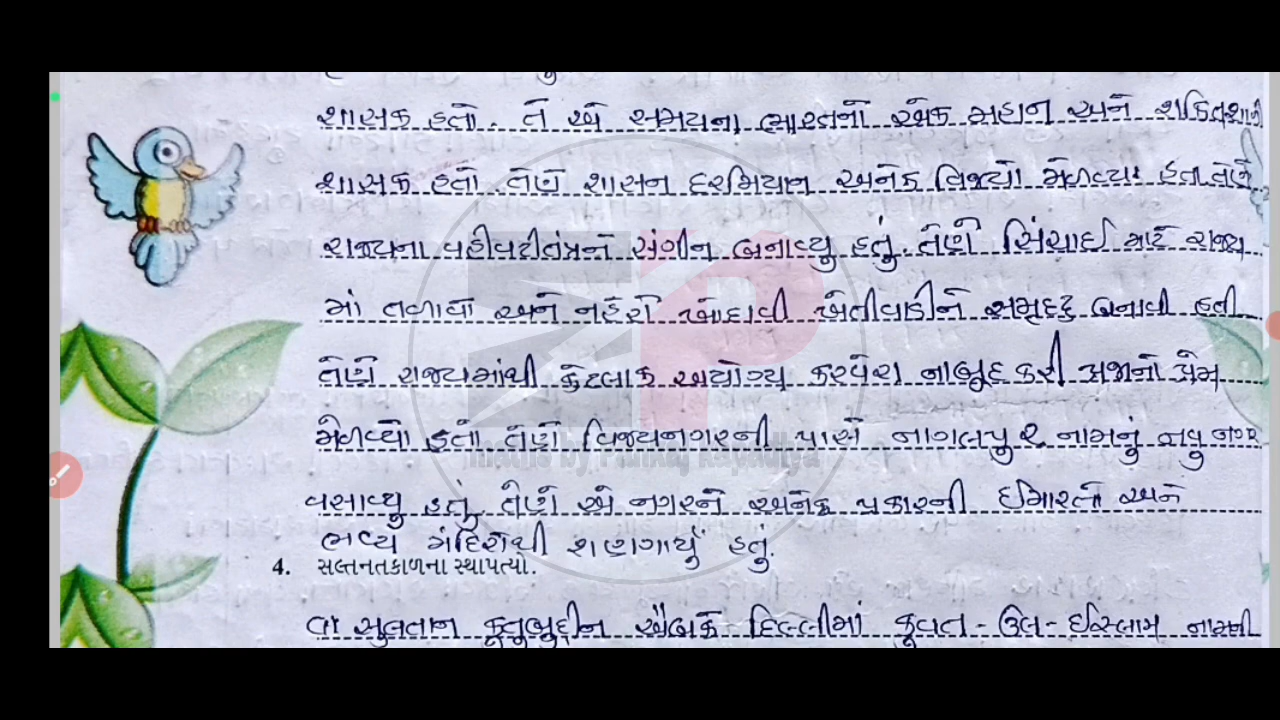 શાસક હતો. તે એ સમયના ભારતનો એક મહાન અને શકિતશાળી
શાસક હતો. તેણે શાસન દરમિયાન અનેક વિજયો મેળવ્યા હતા તેણે
રાજ્યના વહીવટીતંત્રને સંગીન બનાવ્યુ હતું. તેણે સિંચાઈ માટે રાજ્ય
માં તળાવો અને નહેરો ખોદાવી ખેતીવાડીને સમૃદ્ધ બનાવી હતી
તેણે રાજ્યમાંથી કેટલાક અયોગ્ય કરવેરા નાબુદ કરી પ્રજાનો પ્રેમ
મેળવ્યો હતો તેણે વિજયનગરની પાસે નાગલપુર નામનું નવુ નગર
વસાવ્યુ હતું. તેણે એ નગરને અનેક પ્રકારની ઈમારતો અને
ભવ્ય મંદિરોથી શણગાર્યું હતું.
4. સલ્તનતકાળના સ્થાપત્યો.
સુલતાન કુતુબુદ્દીન ઐબકે દિલ્લીમાં કૂવત-ઉલ-ઈસ્લામ નામની